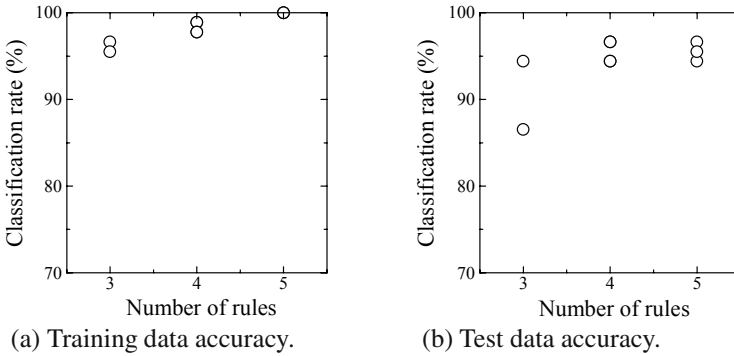 100
90
80
70
3 4 5
Classification rate (%)
Number of rules
(a) Training data accuracy.
100
90
80
70
3 4 5
Classification rate (%)
Number of rules
(b) Test data accuracy.